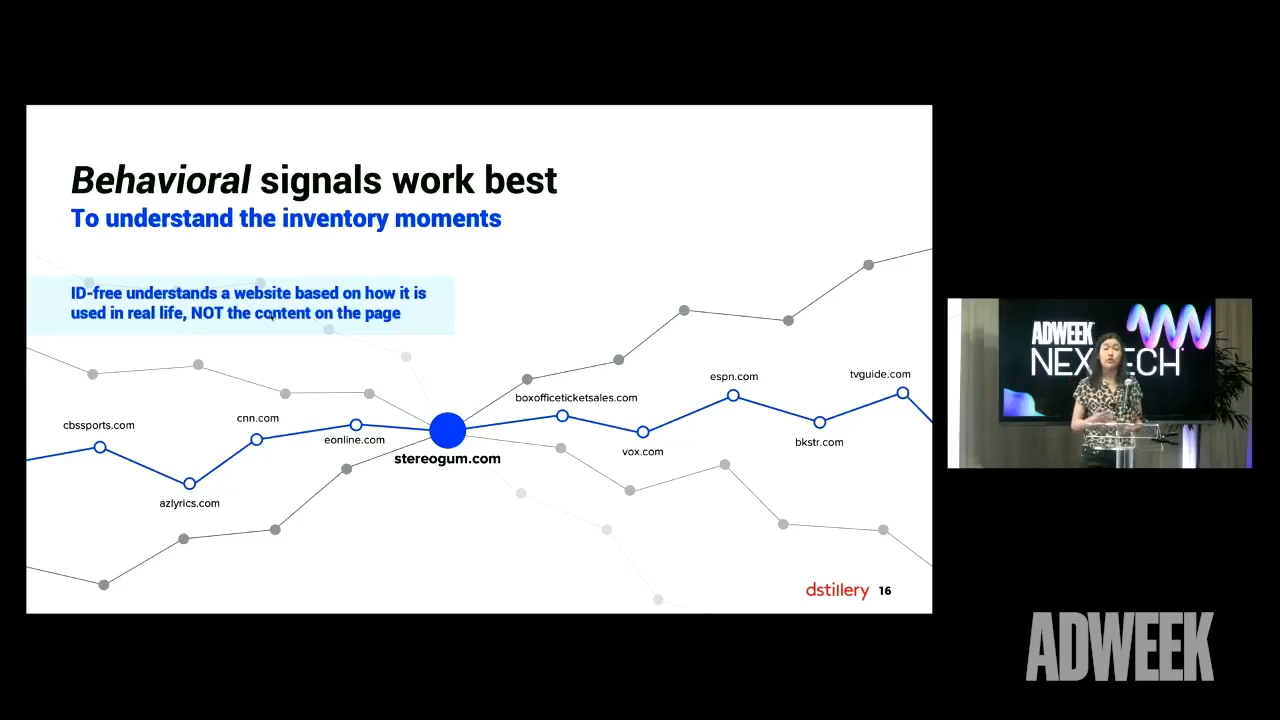 Behavioral signals work best
To understand the inventory moments
ID-free understands a website based on how it is
used in real life, NOT the content on the page
cbssports.com
azlyrics.com
cnn.com
eonline.com
stereogum.com
boxofficeticketsales.com
vox.com
espn.com
bkstr.com
tvguide.com
dstillery 16
ADWEEK
NEX ECH
ADWEEK